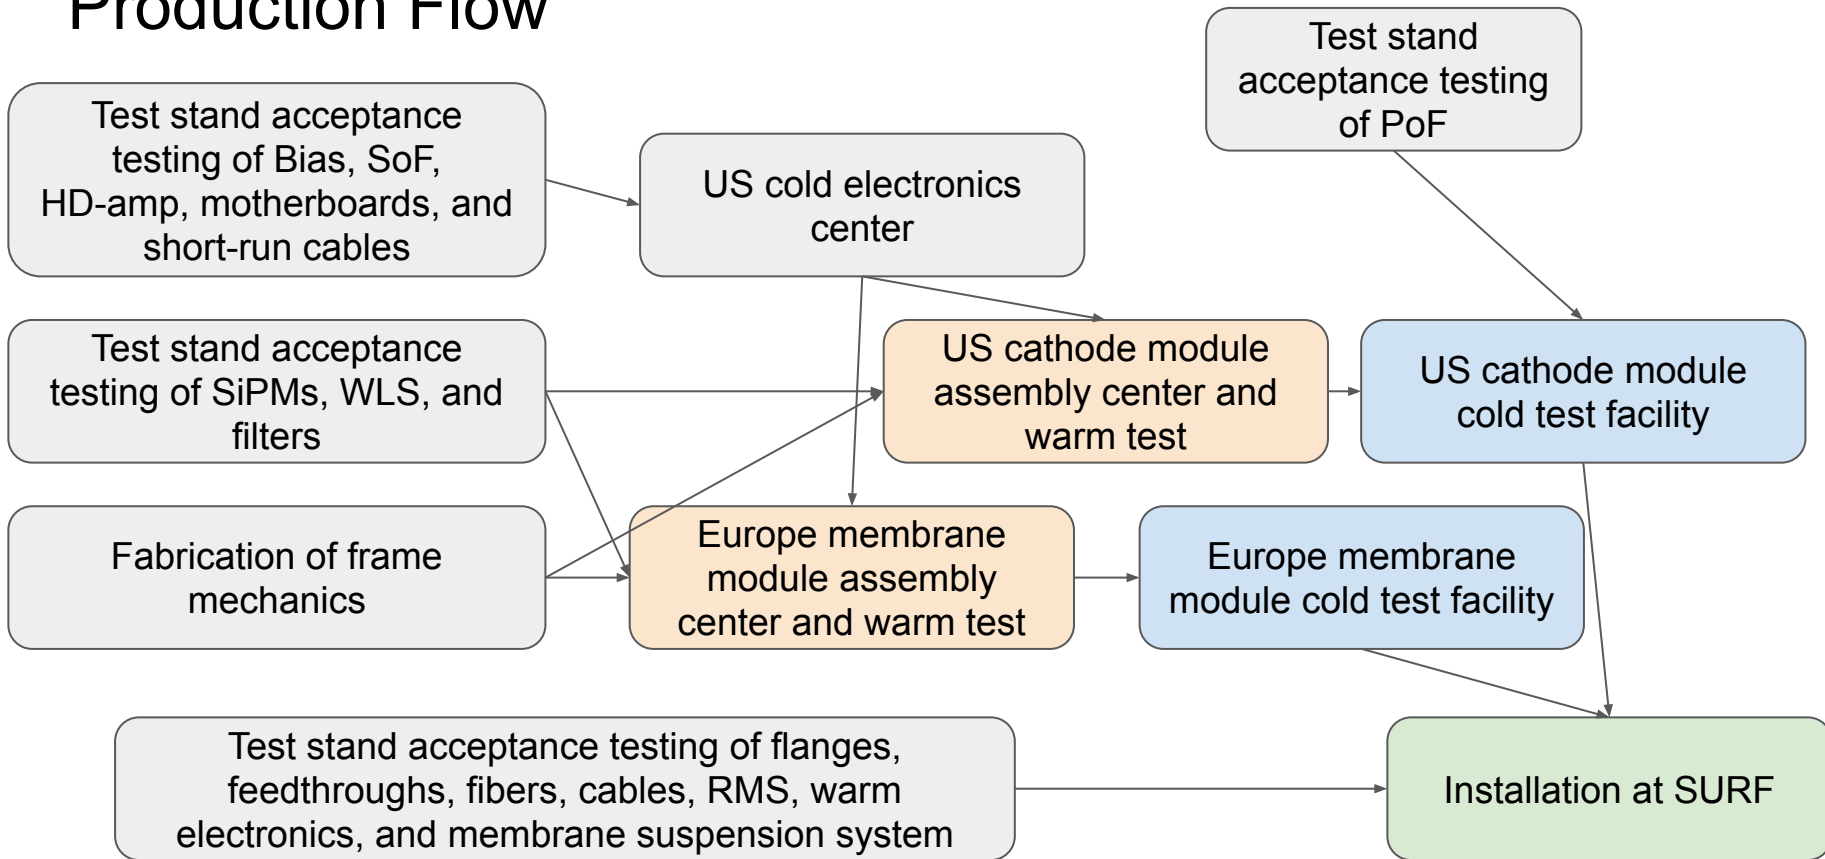 Production Flow
Test stand
acceptance testing
of PoF
Test stand acceptance
testing of Bias, SoF,
HD-amp, motherboards, and
short-run cables
US cold electronics
center
Test stand acceptance
testing of SiPMs, WLS, and
filters
US cathode module
assembly center and
warm test
US cathode module
cold test facility
Fabrication of frame
mechanics
Europe membrane
module assembly
center and warm test
Europe membrane
module cold test facility
Test stand acceptance testing of flanges,
feedthroughs, fibers, cables, RMS, warm
electronics, and membrane suspension system
Installation at SURF